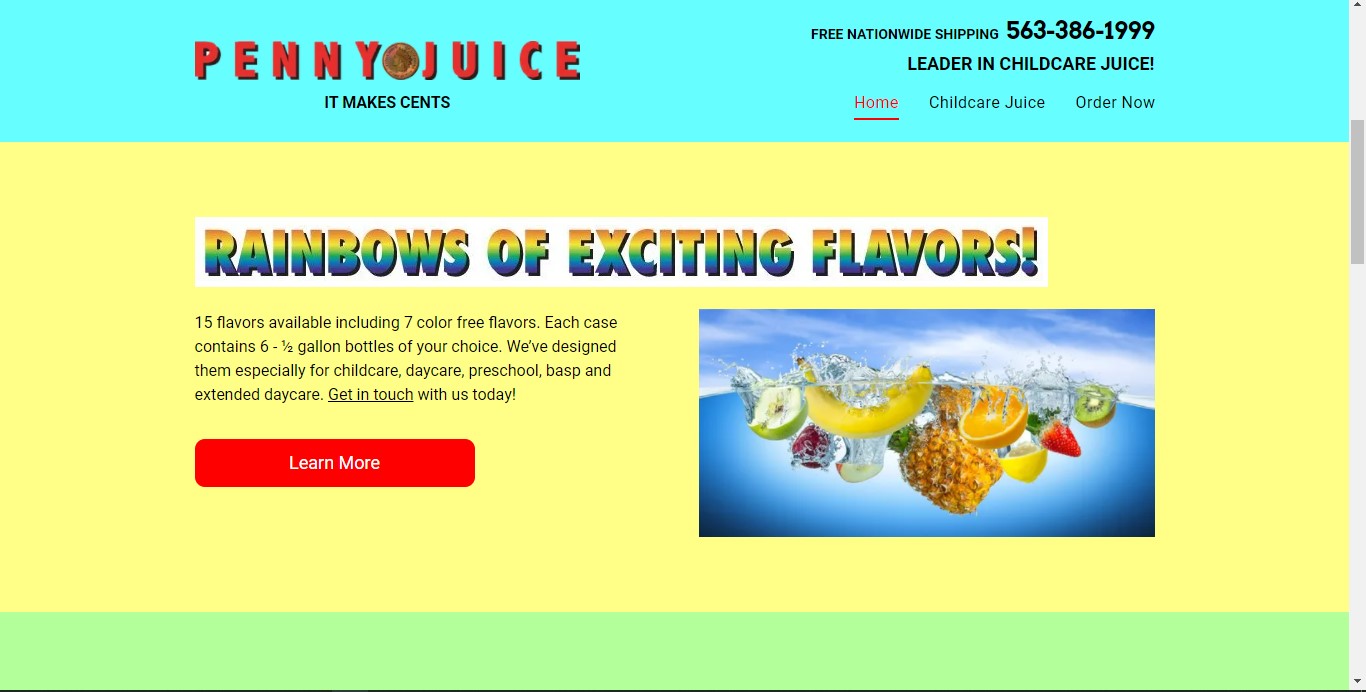 PENNY JUICE
IT MAKES CENTS
FREE NATIONWIDE SHIPPING 563-386-1999
LEADER IN CHILDCARE JUICE!
Home Childcare Juice Order Now
RAINBOWS OF EXCITING FLAVORS!
15 flavors available including 7 color free flavors. Each case
contains 6 - ½ gallon bottles of your choice. We’ve designed
them especially for childcare, daycare, preschool, basp and
extended daycare. Get in touch with us today!
Learn More